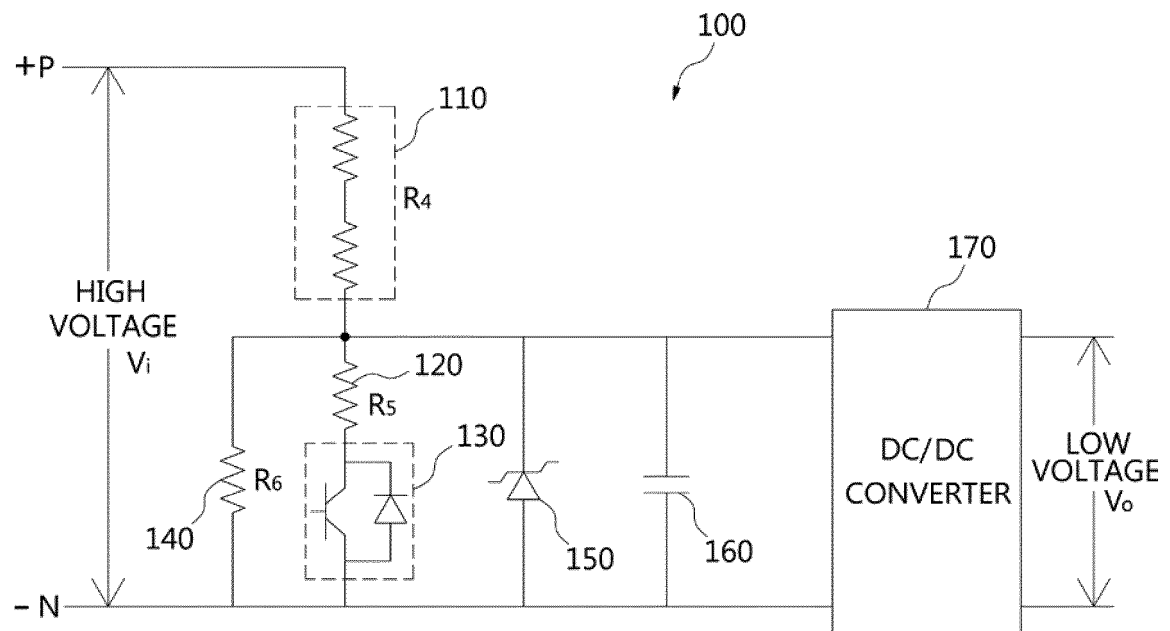 100
+P
110
R4
170
HIGH
VOLTAGE
Vi
120
R5
130
DC/DC
CONVERTER
LOW
VOLTAGE
Vo
R6
140
150
160
-N